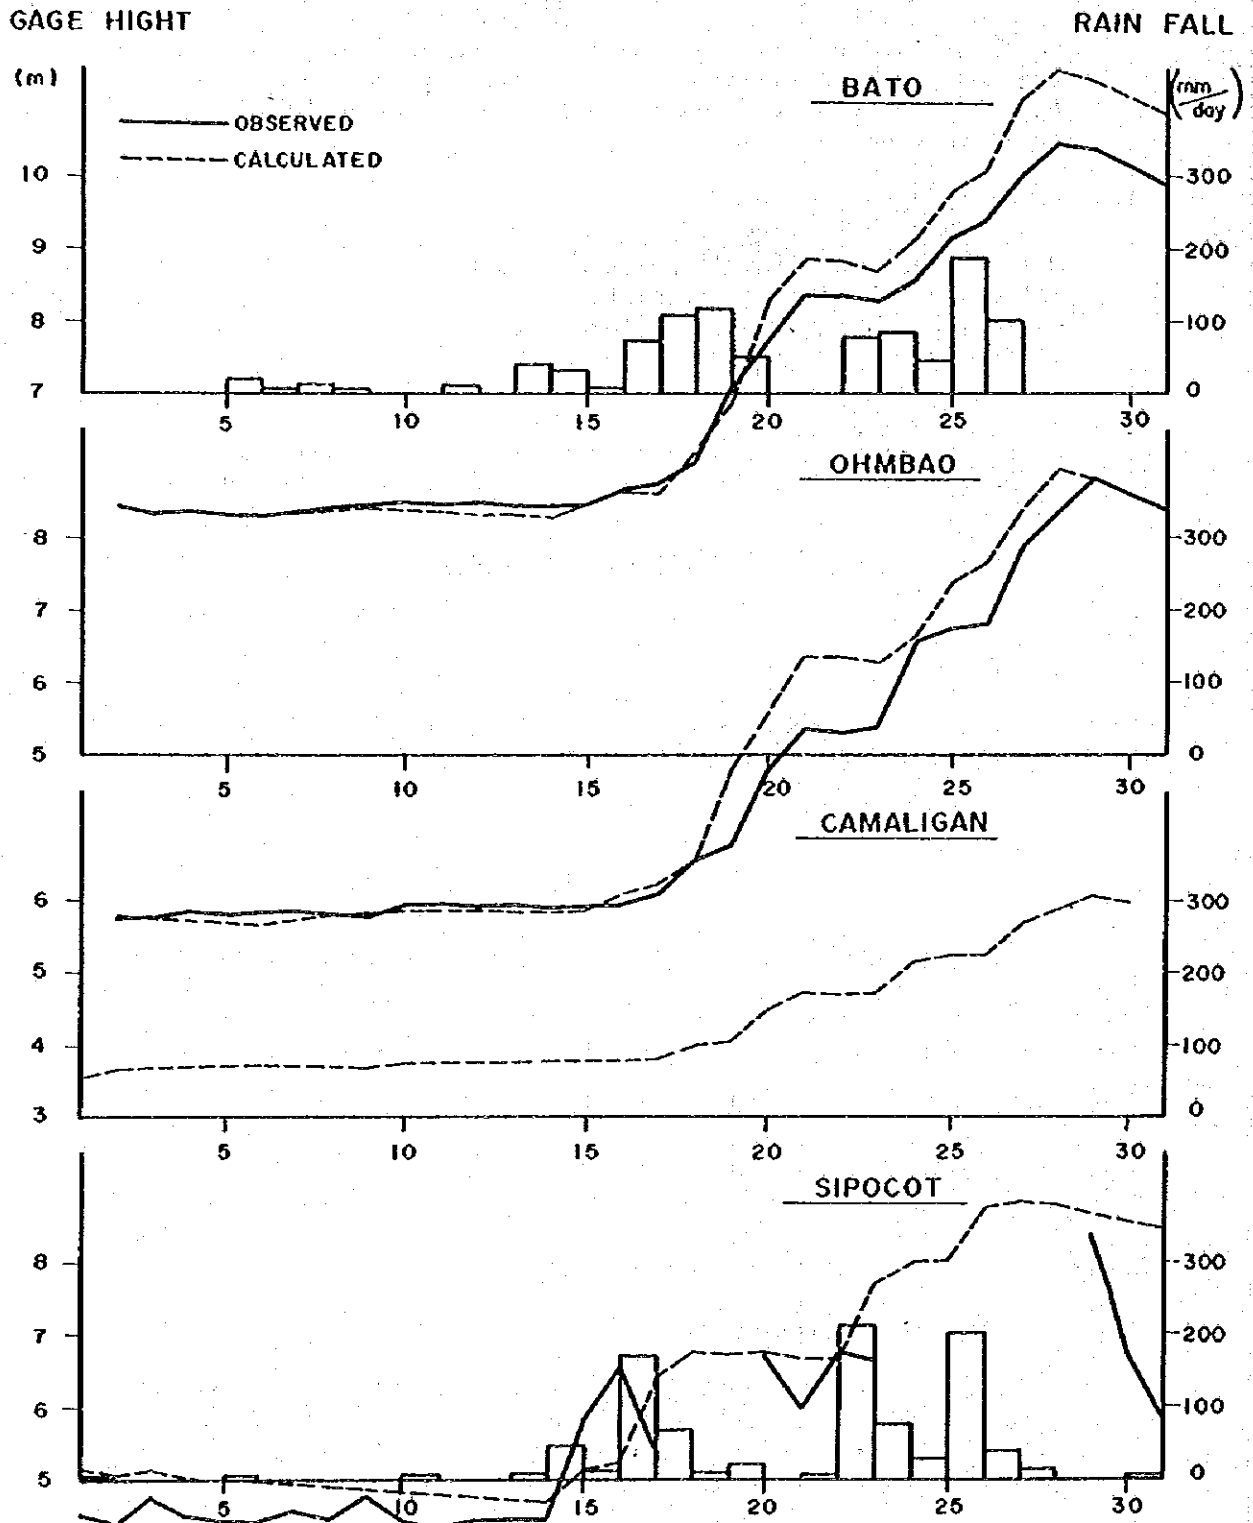 GAGE HIGHT RAIN FALL
(m) BATO (mm/day)
OBSERVED
CALCULATED
10 300
9 200
8 100
7 0
5 10 15 20 25 30
OHMBAO
8 300
7 200
6 100
5 0
5 10 15 20 25 30
CAMALIGAN
6 300
5 200
4 100
3 0
5 10 15 20 25 30
SIPOCOT
8 300
7 200
6 100
5 0
5 10 15 20 25 30